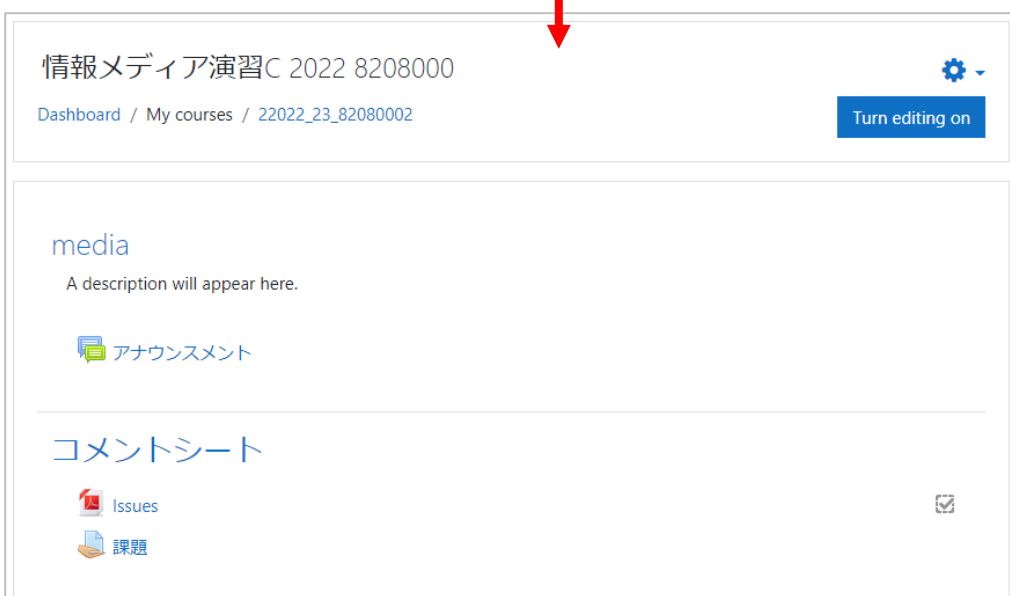 情報メディア演習C 2022 8208000
Dashboard / My courses / 22022_23_82080002
Turn editing on
media
A description will appear here.
アナウンスメント
コメントシート
Issues
課題